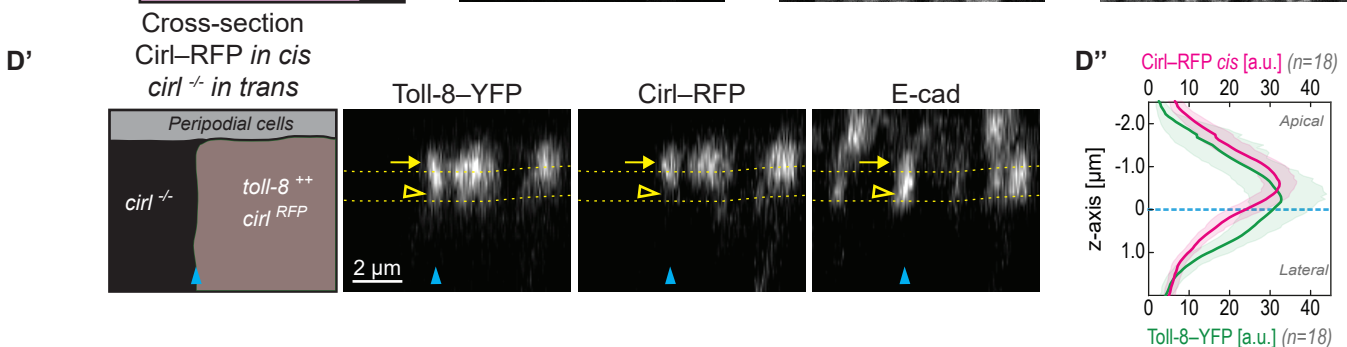 D’
Cross-section
Cirl–RFP in cis
cirl -/- in trans
Toll-8–YFP
Cirl–RFP
E-cad
Peripodial cells
cirl -/-
toll-8 ++
cirl RFP
2 µm
D’’
Cirl–RFP cis [a.u.] (n=18)
0 10 20 30 40
Apical
-2.0
-1.0
0
1.0
z-axis [µm]
Lateral
0 10 20 30 40
Toll-8–YFP [a.u.] (n=18)